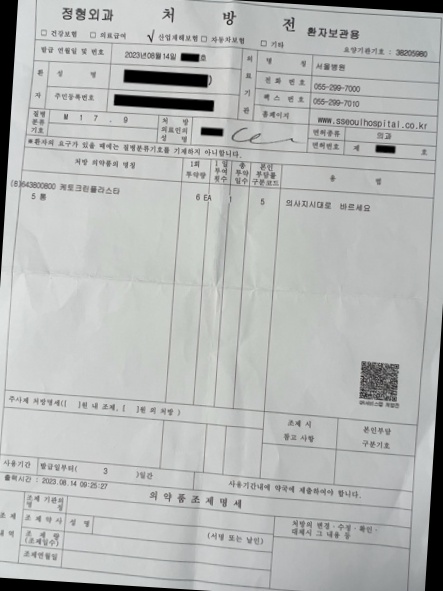 정형외과 처 방 전 환자보관용
□ 건강보험 □ 의료급여 √ 산업재해보험 □ 자동차보험 □ 기타 요양기관기호 : 38205980
발급 연월일 및 번호 2023년08월14일 호
환자 성 명
주민등록번호
의료기관 명 칭 서울병원
전 화 번 호 055-299-7000
팩 스 번 호 055-299-7010
홈페이지 www.sseoulhospital.co.kr
질병분류기호 M 1 7 . 9
처 방 의료인의 성 명
면허종류 의과
면허번호 제 호
*환자의 요구가 있을 때에는 질병분류기호를 기재하지 아니합니다.
처방 의약품의 명칭 1회 투약량 1일 투여횟수 총 투약일수 본인부담률 구분코드 용 법
(8)643600800 케토크린플라스타 6 EA 1 5 의사지시대로 바르세요
5 통
주사제 처방명세([ ]원 내 조제, [ ]원 외 처방 )
조제 시 참고 사항
본인부담 구분기호
사용기간 발급일부터( 3 )일간 사용기간내에 약국에 제출하여야 합니다.
출력시간 : 2023.08.14 09:25:27
의 약 품 조 제 명 세
조제 내역
조제 기관의 명 칭
조 제 약 사 성 명 (서명 또는 날인)
조 제 량 (조제일수)
조제연월일
처방의 변경·수정·확인·대체시 그 내용 등